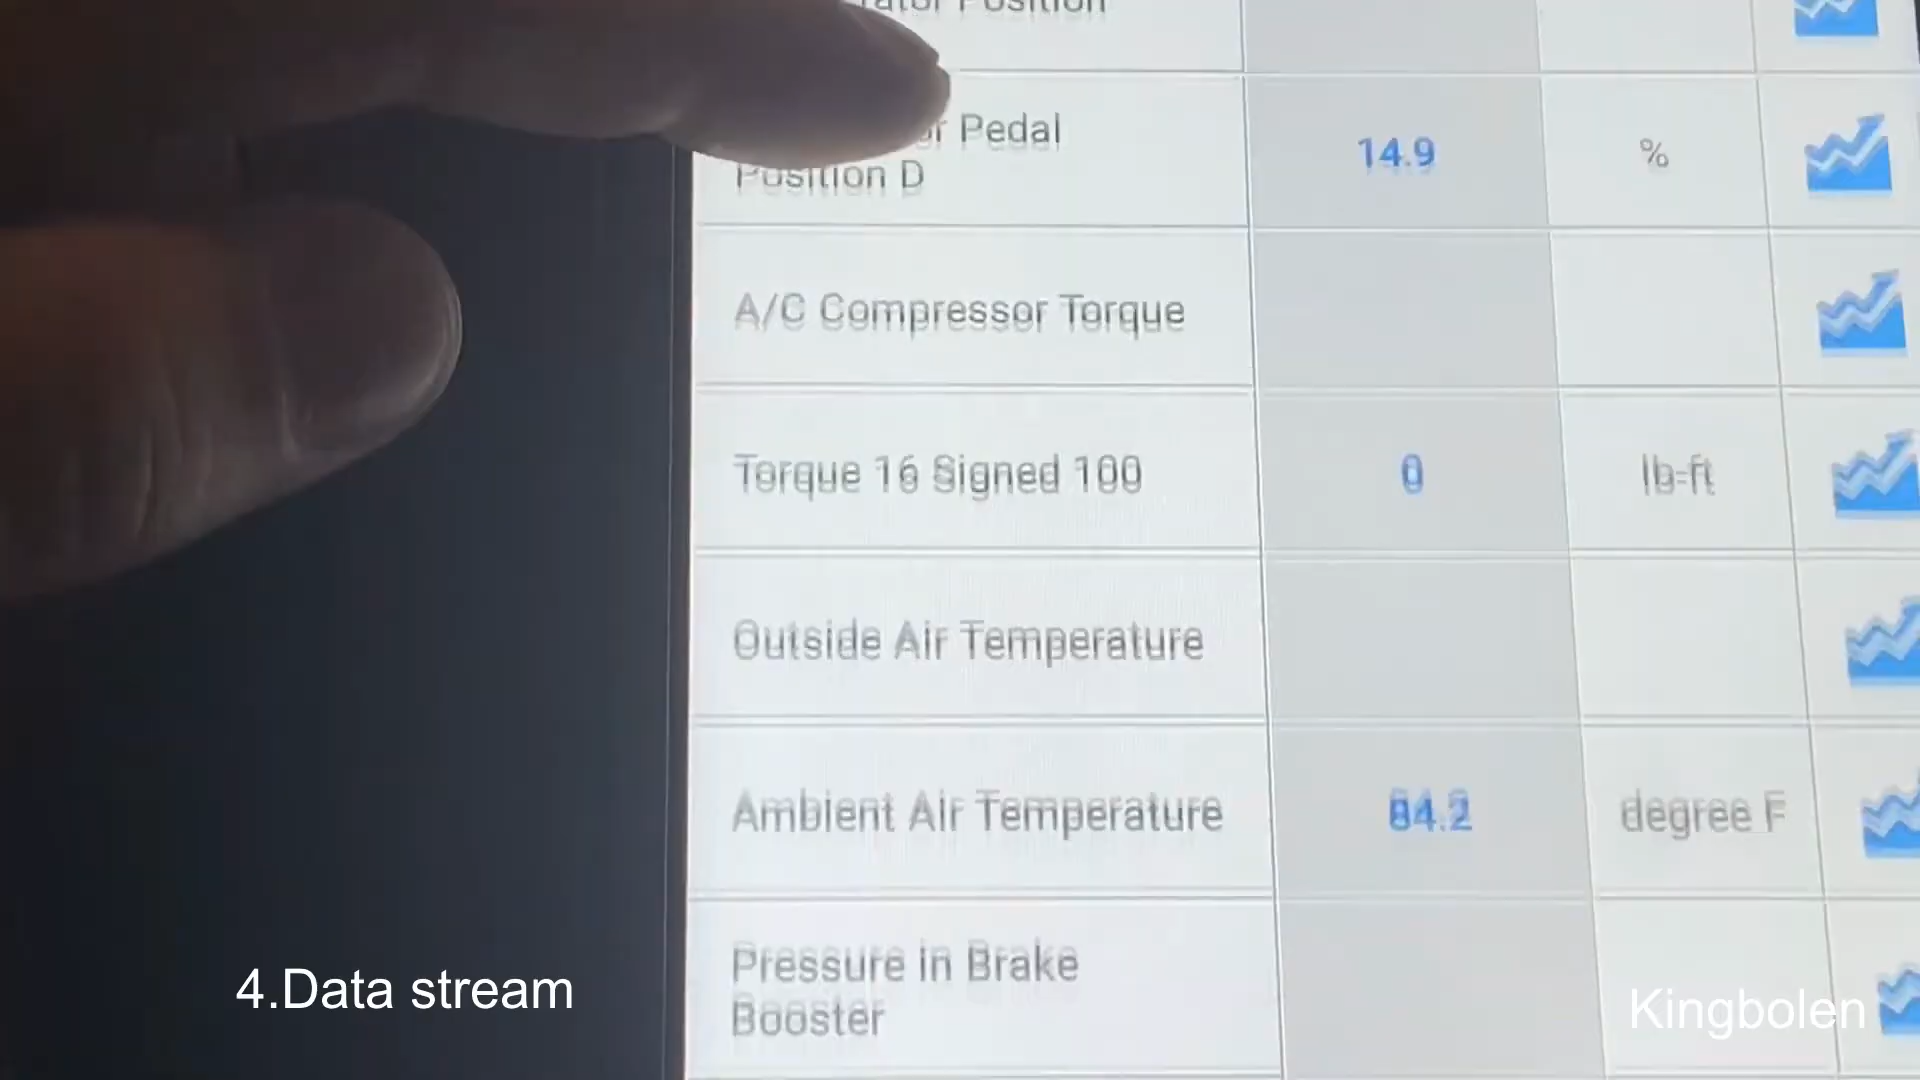 Position
Pedal
Position D
14.9
%
A/C Compressor Torque
Torque 16 Signed 100
0
lb-ft
Outside Air Temperature
Ambient Air Temperature
84.2
degree F
Pressure in Brake
Booster
4.Data stream
Kingbolen